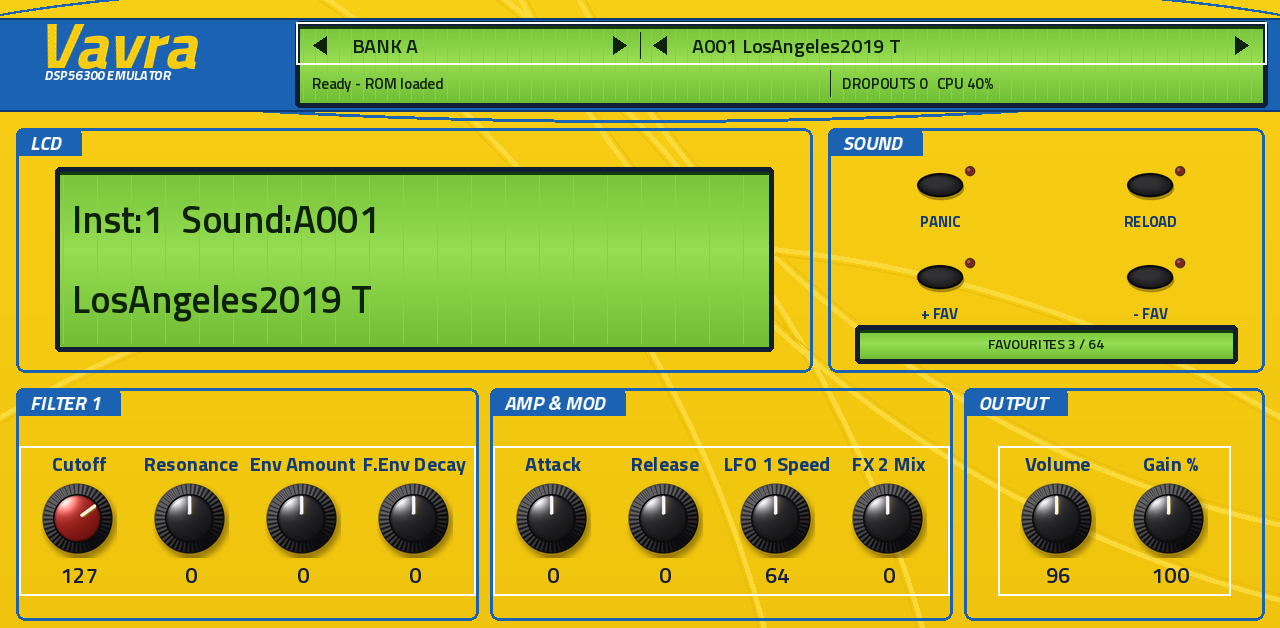 Vavra
DSP56300 EMULATOR
BANK A
A001 LosAngeles2019 T
Ready - ROM loaded
DROPOUTS 0 CPU 40%
LCD
Inst:1 Sound:A001
LosAngeles2019 T
SOUND
PANIC
RELOAD
+ FAV
- FAV
FAVOURITES 3 / 64
FILTER 1
Cutoff Resonance Env Amount F.Env Decay
127 0 0 0
AMP & MOD
Attack Release LFO 1 Speed FX 2 Mix
0 0 64 0
OUTPUT
Volume Gain %
96 100